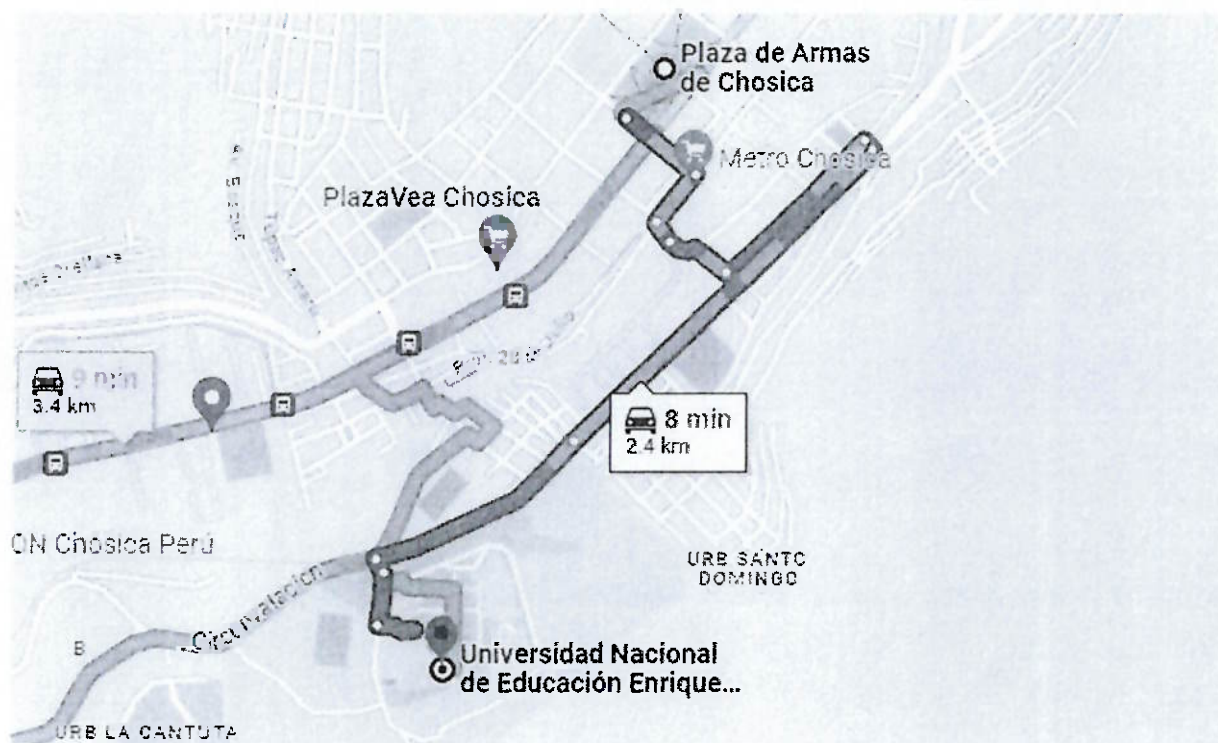 Plaza de Armas
de Chosica
Metro Chosica
PlazaVea Chosica
9 min
3.4 km
8 min
2.4 km
ON Chosica Perú
URB SANTO
DOMINGO
Circunvalación
B
Universidad Nacional
de Educación Enrique...
URB LA CANTUTA